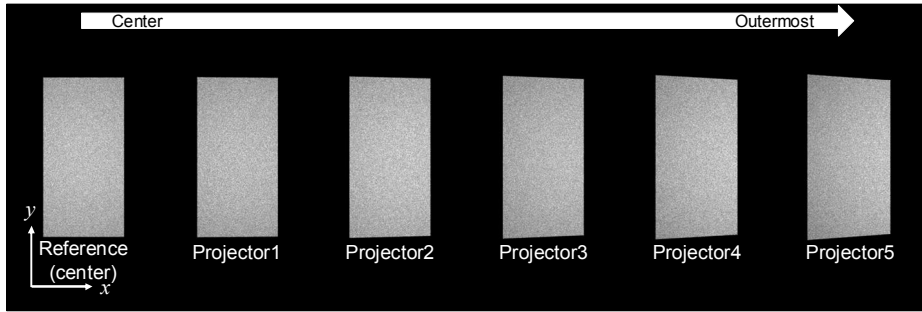 Center Outermost
y
Reference Projector1 Projector2 Projector3 Projector4 Projector5
(center)
x